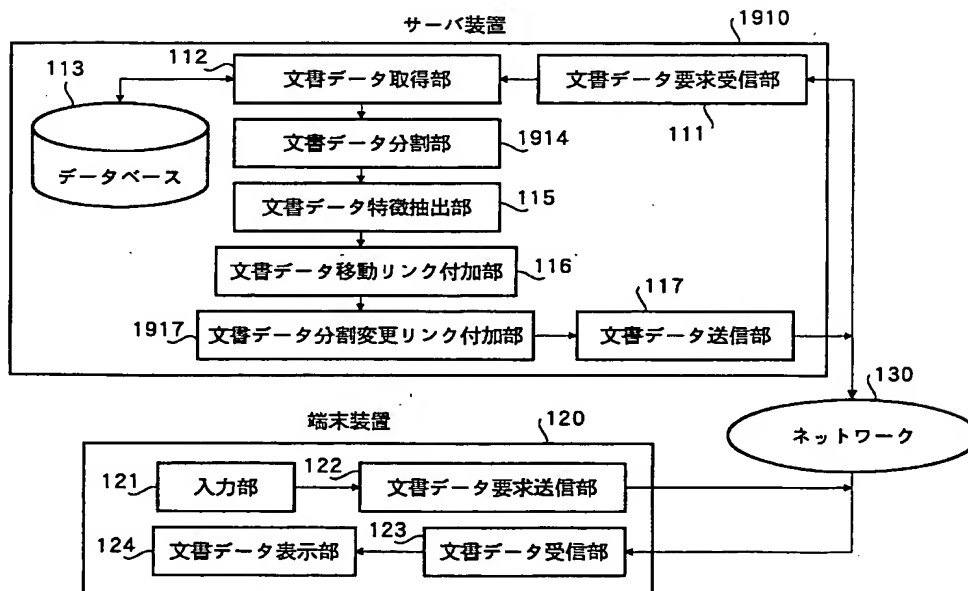 サーバ装置
1910
112
文書データ取得部
文書データ要求受信部
111
113
データベース
文書データ分割部
1914
文書データ特徴抽出部
115
文書データ移動リンク付加部
116
1917
文書データ分割変更リンク付加部
117
文書データ送信部
130
ネットワーク
端末装置
120
121
入力部
122
文書データ要求送信部
124
文書データ表示部
123
文書データ受信部